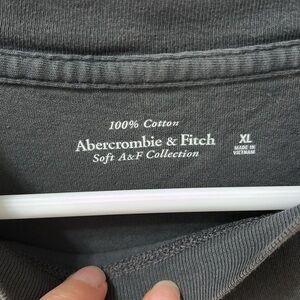 100% Cotton
Abercrombie & Fitch
Soft A&F Collection
XL
MADE IN
VIETNAM